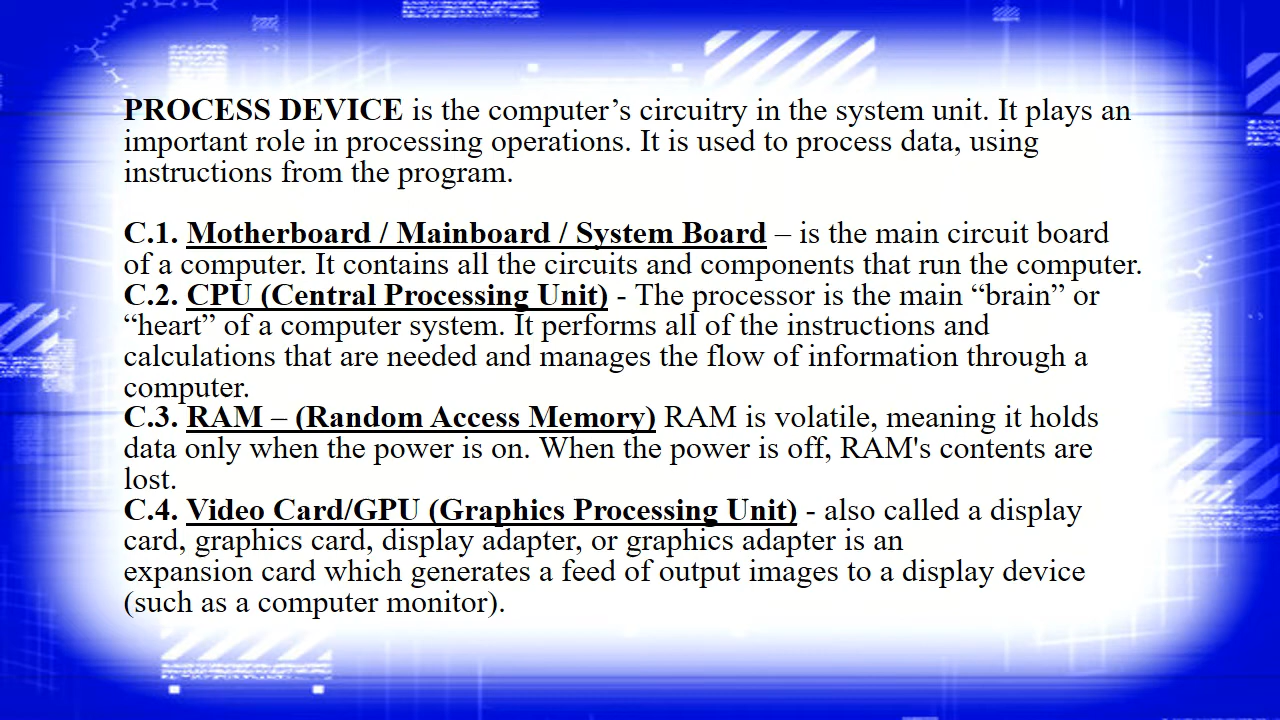 PROCESS DEVICE is the computer’s circuitry in the system unit. It plays an
important role in processing operations. It is used to process data, using
instructions from the program.
C.1. Motherboard / Mainboard / System Board – is the main circuit board
of a computer. It contains all the circuits and components that run the computer.
C.2. CPU (Central Processing Unit) - The processor is the main “brain” or
“heart” of a computer system. It performs all of the instructions and
calculations that are needed and manages the flow of information through a
computer.
C.3. RAM – (Random Access Memory) RAM is volatile, meaning it holds
data only when the power is on. When the power is off, RAM's contents are
lost.
C.4. Video Card/GPU (Graphics Processing Unit) - also called a display
card, graphics card, display adapter, or graphics adapter is an
expansion card which generates a feed of output images to a display device
(such as a computer monitor).